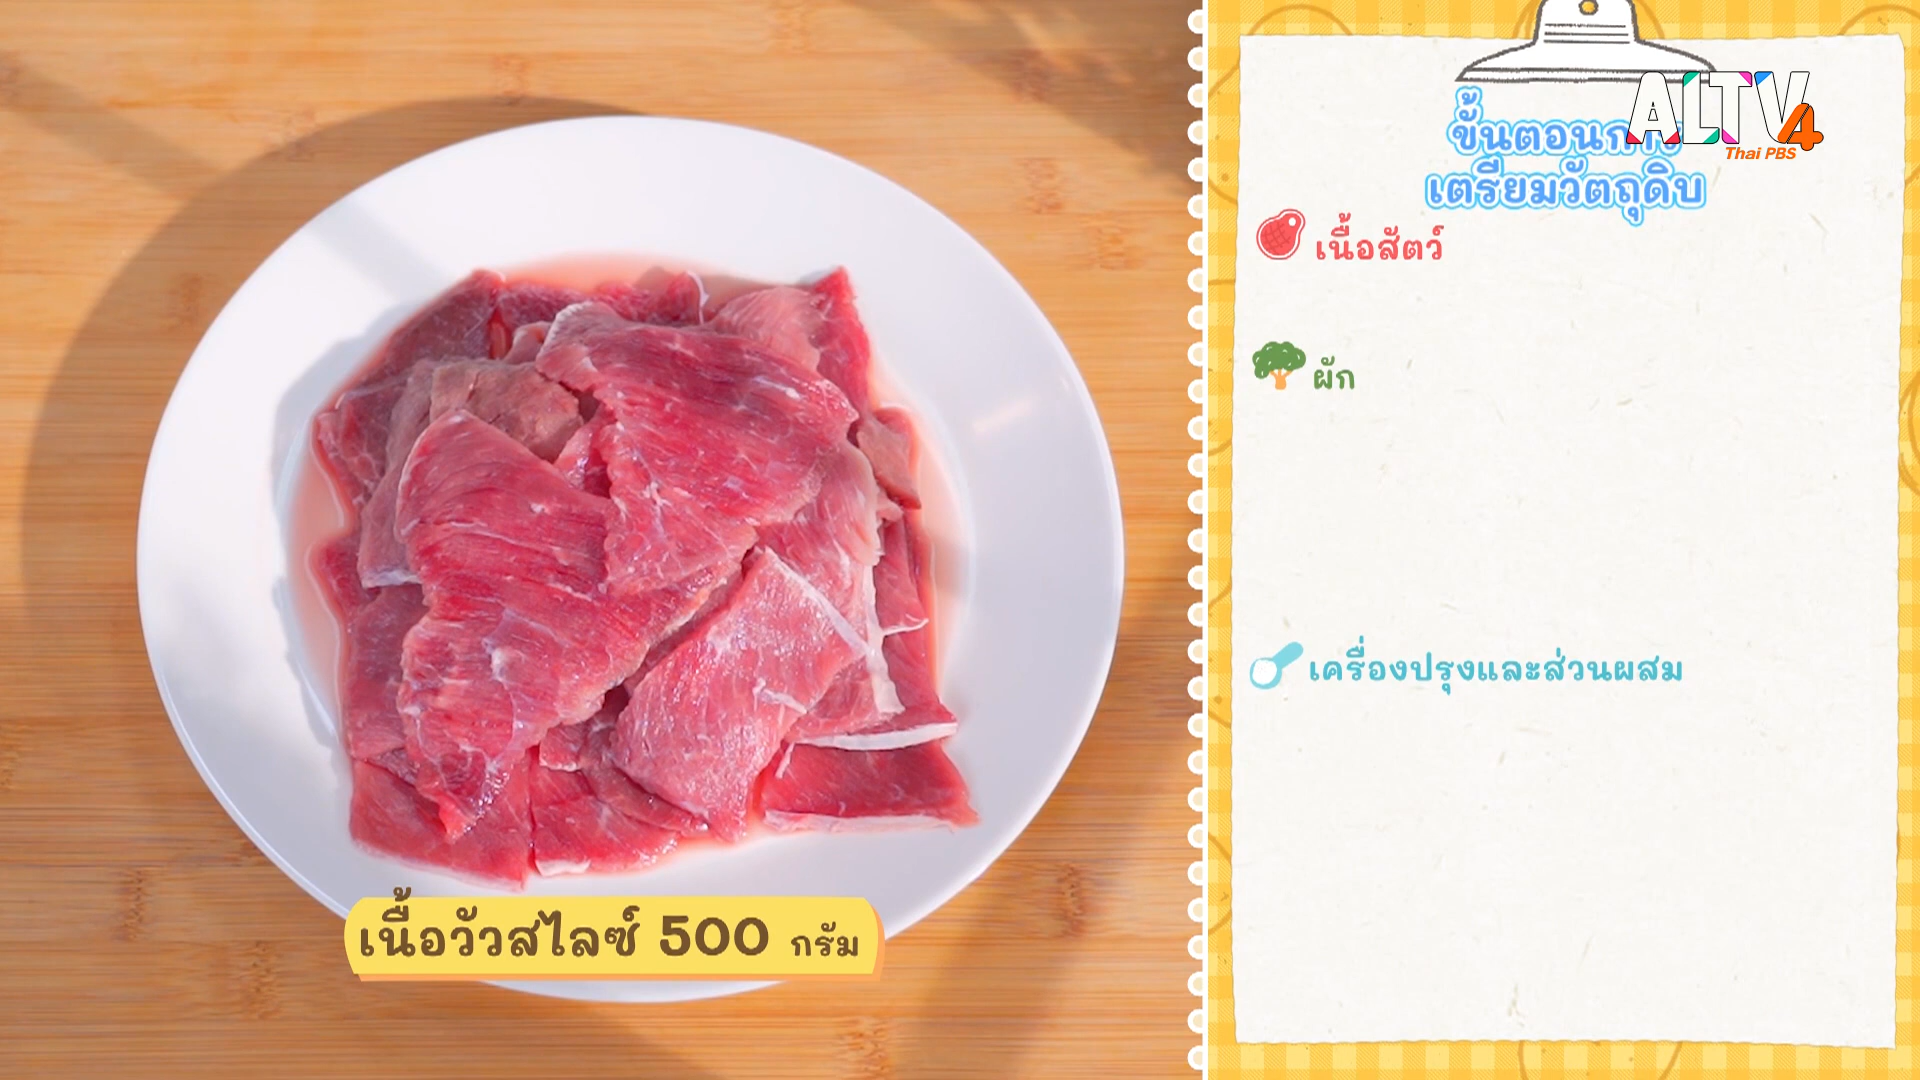 ขั้นตอนการ
เตรียมวัตถุดิบ
ALTV4
Thai PBS
เนื้อสัตว์
ผัก
เครื่องปรุงและส่วนผสม
เนื้อวัวสไลซ์ 500 กรัม